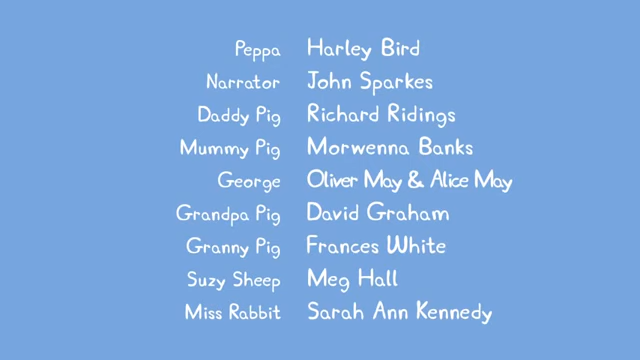 Peppa Harley Bird
Narrator John Sparkes
Daddy Pig Richard Ridings
Mummy Pig Morwenna Banks
George Oliver May & Alice May
Grandpa Pig David Graham
Granny Pig Frances White
Suzy Sheep Meg Hall
Miss Rabbit Sarah Ann Kennedy